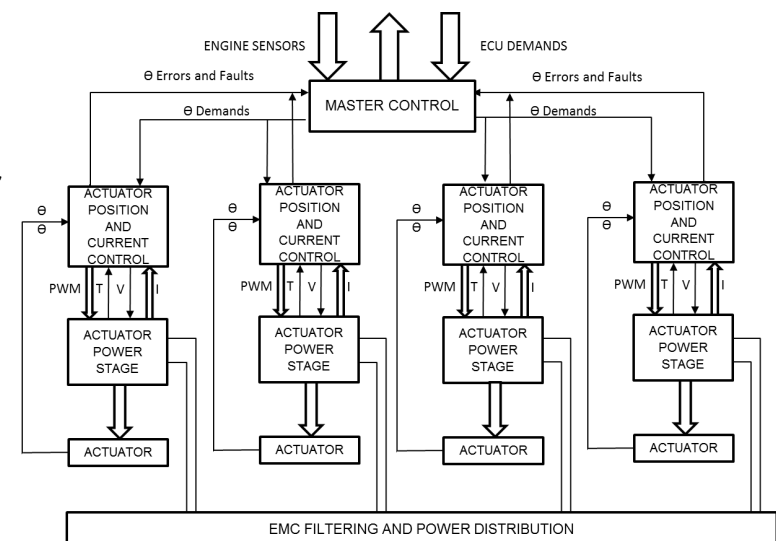 ENGINE SENSORS
ECU DEMANDS
ϴ Errors and Faults
ϴ Errors and Faults
MASTER CONTROL
ϴ Demands
ϴ Demands
ACTUATOR
POSITION
AND
CURRENT
CONTROL
ACTUATOR
POSITION
AND
CURRENT
CONTROL
ACTUATOR
POSITION
AND
CURRENT
CONTROL
ACTUATOR
POSITION
AND
CURRENT
CONTROL
ϴ
ϴ
ϴ
ϴ
ϴ
ϴ
ϴ
ϴ
PWM T V I
PWM T V I
PWM T V I
PWM T V I
ACTUATOR
POWER
STAGE
ACTUATOR
POWER
STAGE
ACTUATOR
POWER
STAGE
ACTUATOR
POWER
STAGE
ACTUATOR
ACTUATOR
ACTUATOR
ACTUATOR
EMC FILTERING AND POWER DISTRIBUTION